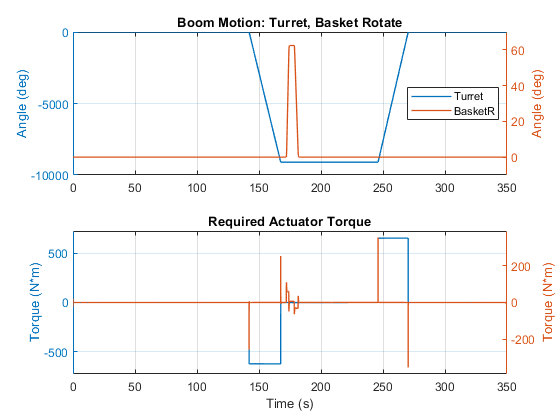 Boom Motion: Turret, Basket Rotate
Angle (deg)
0
-5000
-10000
60
40
20
0
Angle (deg)
Turret
BasketR
0 50 100 150 200 250 300 350
Required Actuator Torque
Torque (N*m)
500
0
-500
200
0
-200
Torque (N*m)
0 50 100 150 200 250 300 350
Time (s)